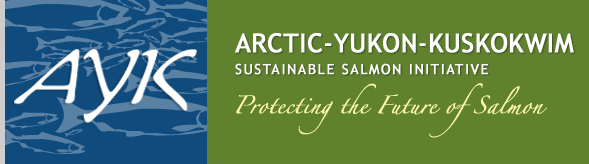 AYK
ARCTIC-YUKON-KUSKOKWIM
SUSTAINABLE SALMON INITIATIVE
Protecting the Future of Salmon